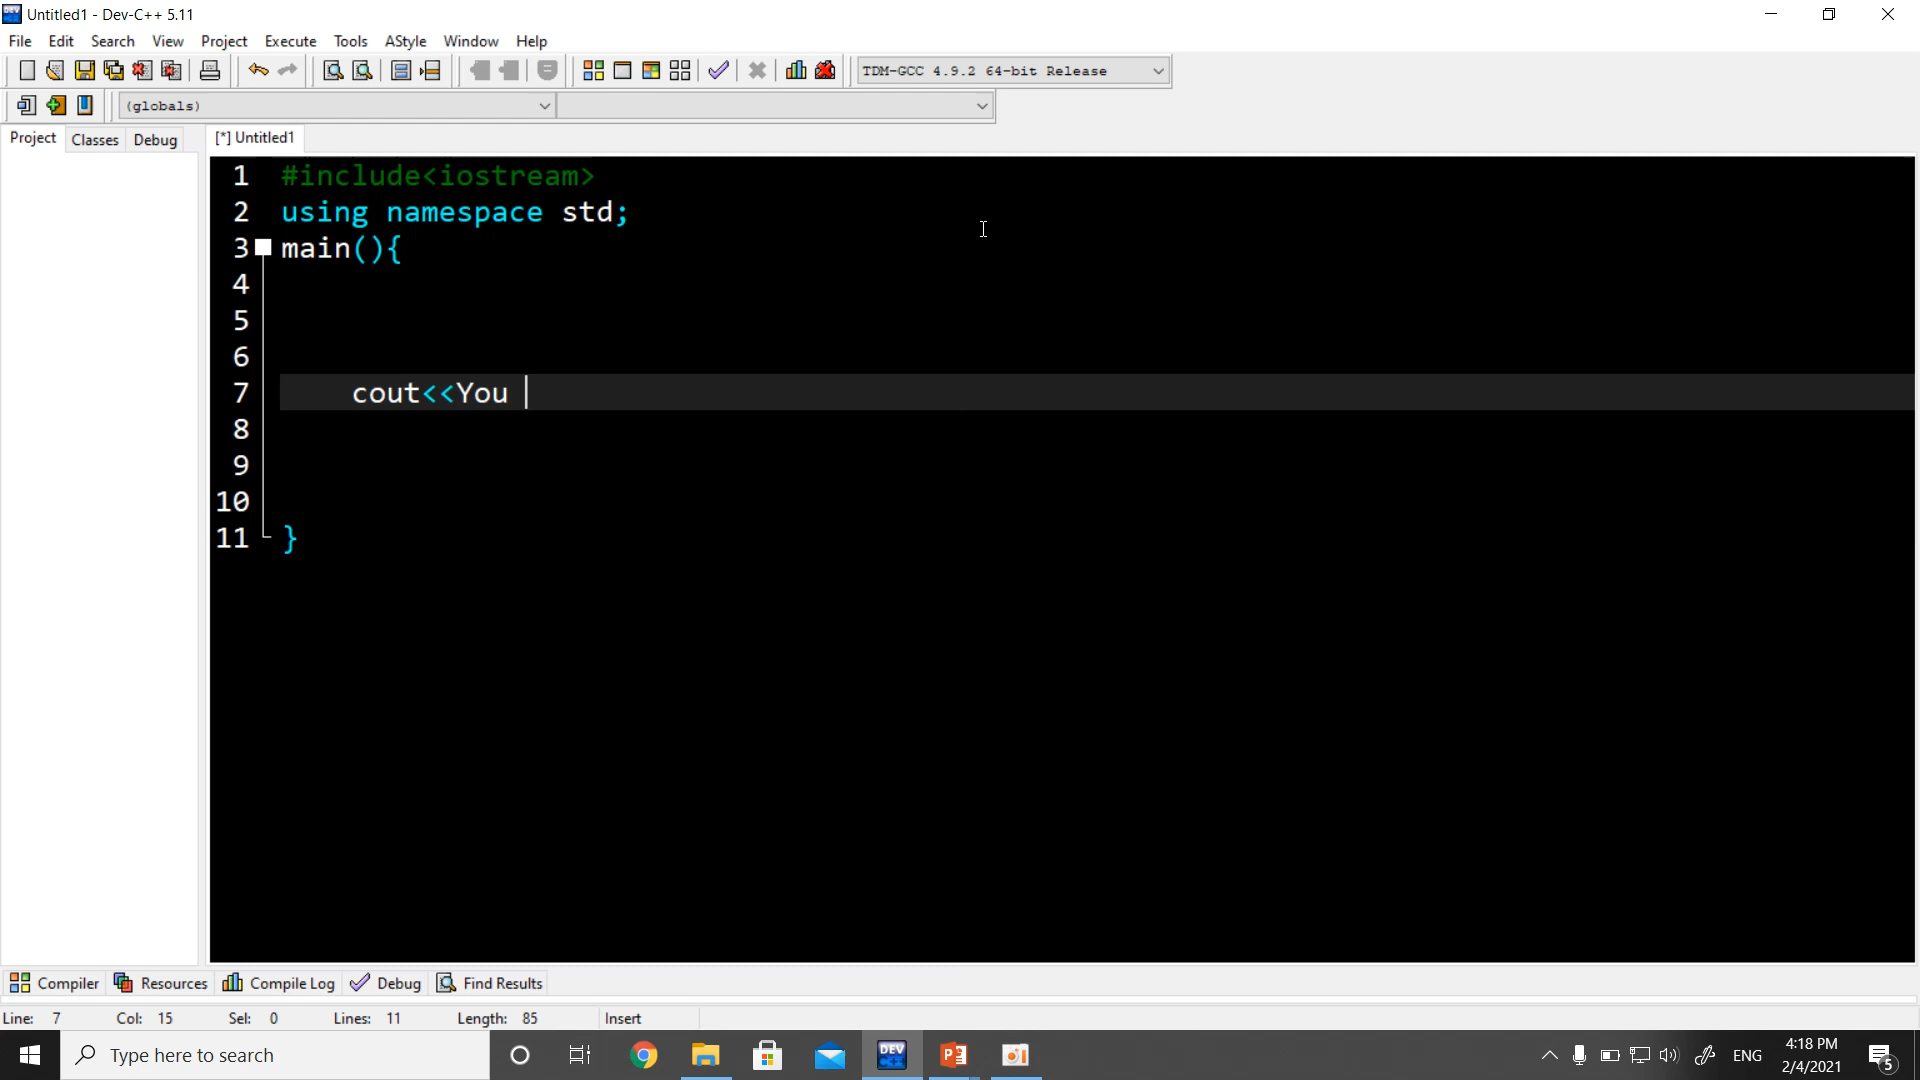 Untitled1 - Dev-C++ 5.11
File Edit Search View Project Execute Tools AStyle Window Help
TDM-GCC 4.9.2 64-bit Release
(globals)
Project Classes Debug [*] Untitled1
1 #include<iostream>
2 using namespace std;
3 main(){
4
5
6
7 cout<<You
8
9
10
11 }
Compiler Resources Compile Log Debug Find Results
Line: 7 Col: 15 Sel: 0 Lines: 11 Length: 85 Insert
Type here to search DEV C++ P ENG 4:18 PM
2/4/2021 5